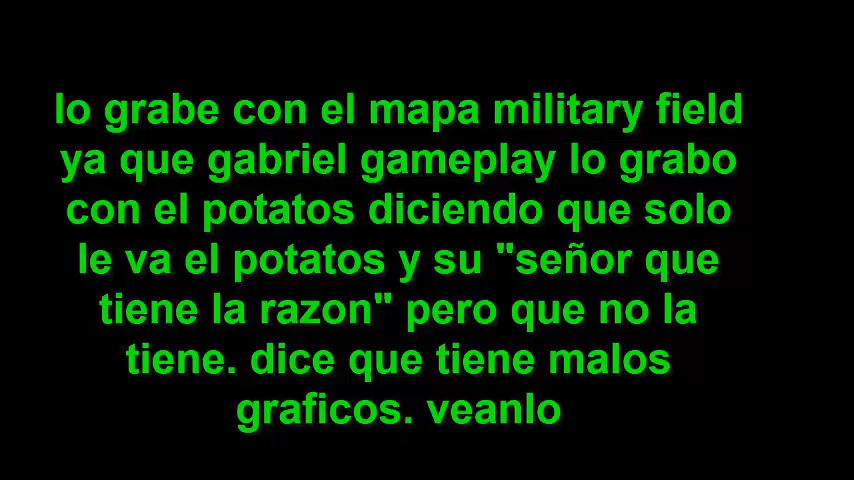 lo grabe con el mapa military field
ya que gabriel gameplay lo grabo
con el potatos diciendo que solo
le va el potatos y su "señor que
tiene la razon" pero que no la
tiene. dice que tiene malos
graficos. veanlo